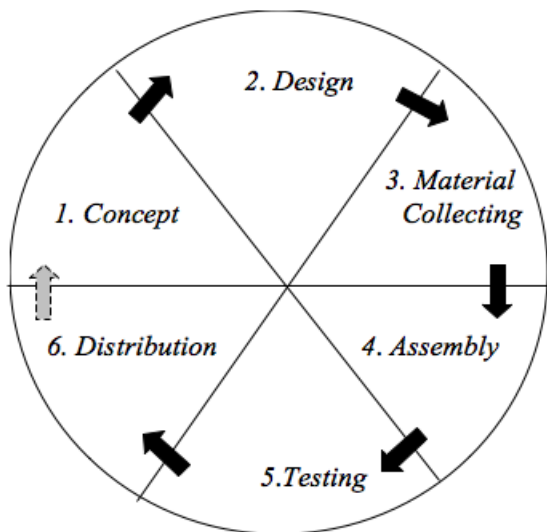 1. Concept
2. Design
3. Material
Collecting
4. Assembly
5.Testing
6. Distribution